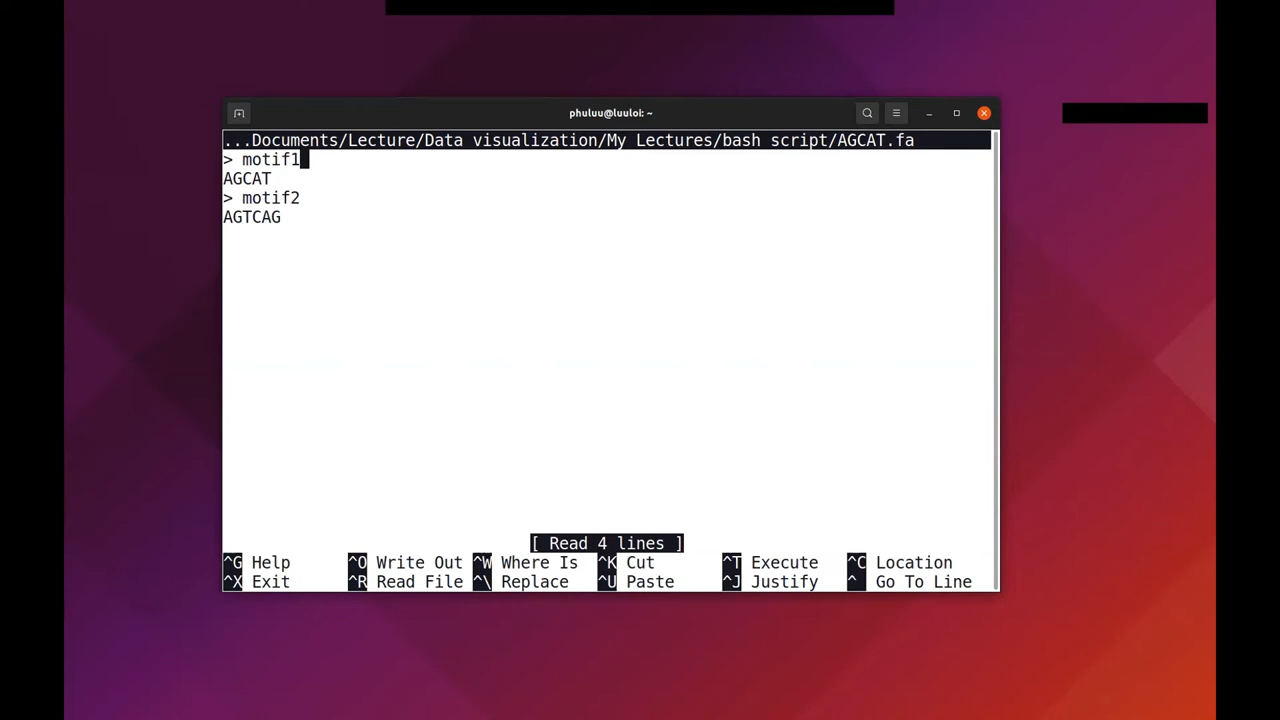 phuluu@luuloi: ~
...Documents/Lecture/Data visualization/My Lectures/bash script/AGCAT.fa
> motif1
AGCAT
> motif2
AGTCAG
[ Read 4 lines ]
^G Help ^O Write Out ^W Where Is ^K Cut ^T Execute ^C Location
^X Exit ^R Read File ^\ Replace ^U Paste ^J Justify ^ Go To Line